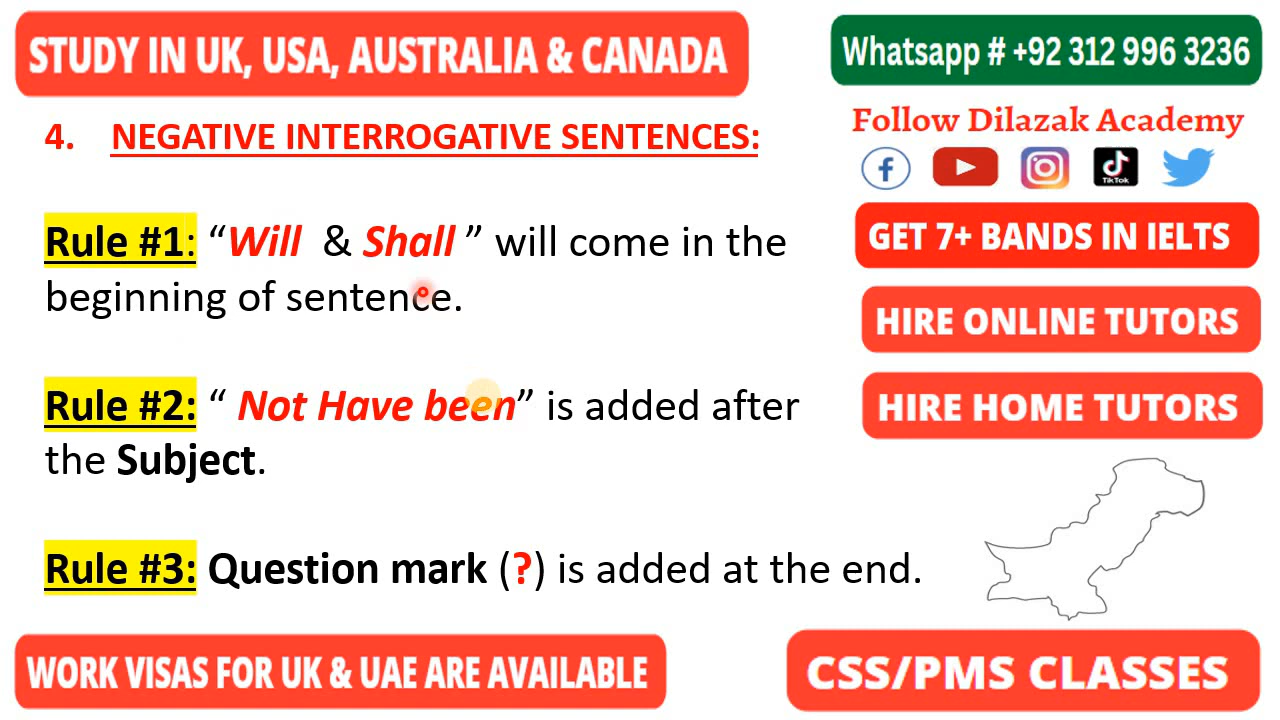 STUDY IN UK, USA, AUSTRALIA & CANADA
Whatsapp # +92 312 996 3236
4. NEGATIVE INTERROGATIVE SENTENCES:
Follow Dilazak Academy
TikTok
Rule #1: “Will & Shall ” will come in the
beginning of sentence.
GET 7+ BANDS IN IELTS
HIRE ONLINE TUTORS
Rule #2: “ Not Have been” is added after
the Subject.
HIRE HOME TUTORS
Rule #3: Question mark (?) is added at the end.
WORK VISAS FOR UK & UAE ARE AVAILABLE
CSS/PMS CLASSES